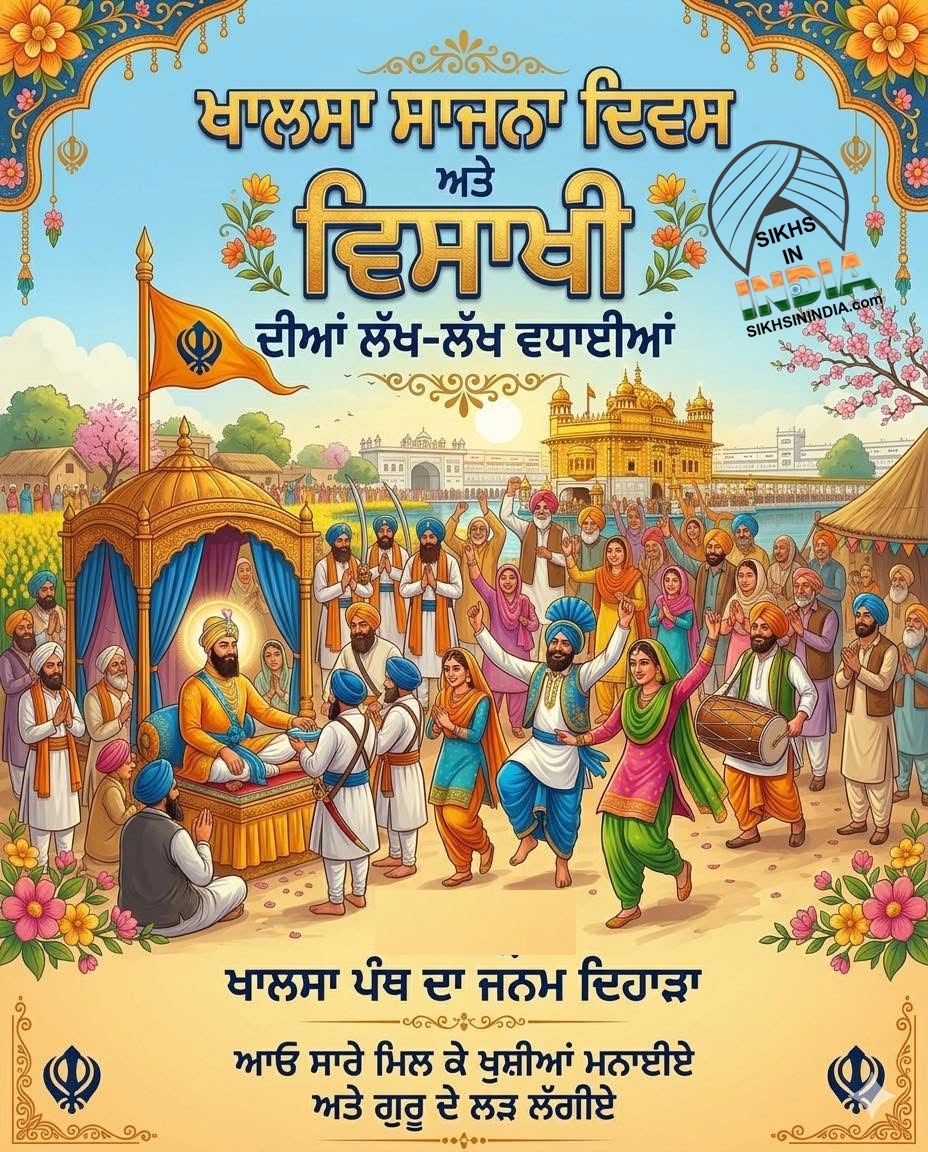 ਖਾਲਸਾ ਸਾਜਨਾ ਦਿਵਸ
ਅਤੇ
ਵਿਸਾਖੀ
ਦੀਆਂ ਲੱਖ-ਲੱਖ ਵਧਾਈਆਂ
SIKHS
IN
INDIA
SIKHSININDIA.com
ਖਾਲਸਾ ਪੰਥ ਦਾ ਜਨਮ ਦਿਹਾੜਾ
ਆਓ ਸਾਰੇ ਮਿਲ ਕੇ ਖੁਸ਼ੀਆਂ ਮਨਾਈਏ
ਅਤੇ ਗੁਰੂ ਦੇ ਲੜ ਲੱਗੀਏ